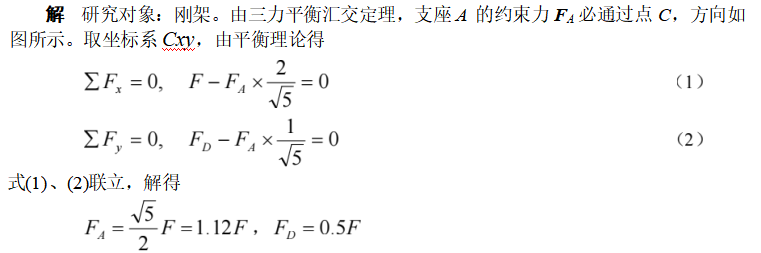 解 研究对象：刚架。由三力平衡汇交定理，支座 A 的约束力 F_A 必通过点 C，方向如
图所示。取坐标系 Cxy，由平衡理论得
∑F_x = 0, F − F_A × 2/√5 = 0 （1）
∑F_y = 0, F_D − F_A × 1/√5 = 0 （2）
式(1)、(2)联立，解得
F_A = √5/2 F = 1.12F， F_D = 0.5F